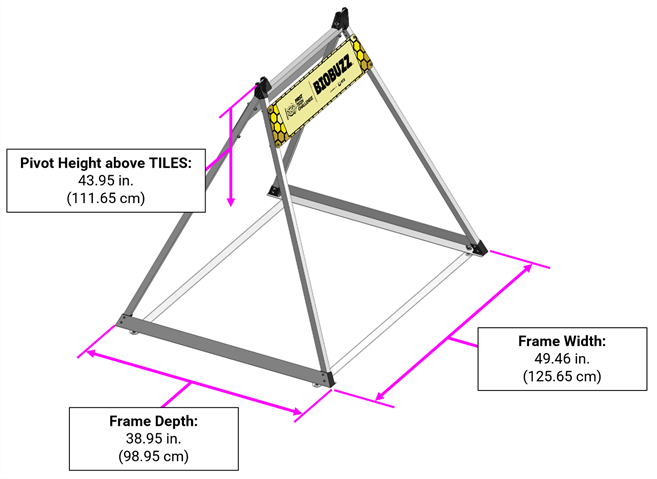 BIOBUZZ
Pivot Height above TILES:
43.95 in.
(111.65 cm)
Frame Width:
49.46 in.
(125.65 cm)
Frame Depth:
38.95 in.
(98.95 cm)